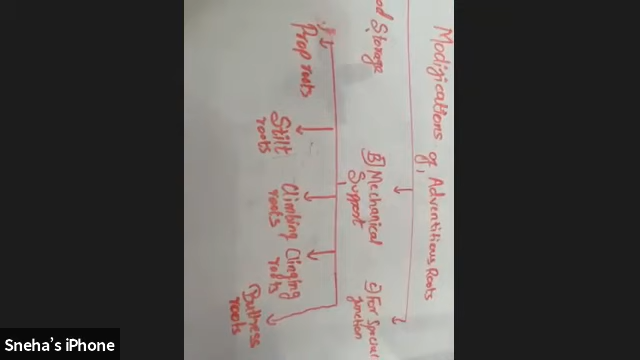 Modifications of Adventitious Roots
od Storage
B) Mechanical
Support
C) For Special
function
Prop roots
Stilt
roots
Climbing
roots
Clinging
roots
Buttress
roots
Sneha's iPhone